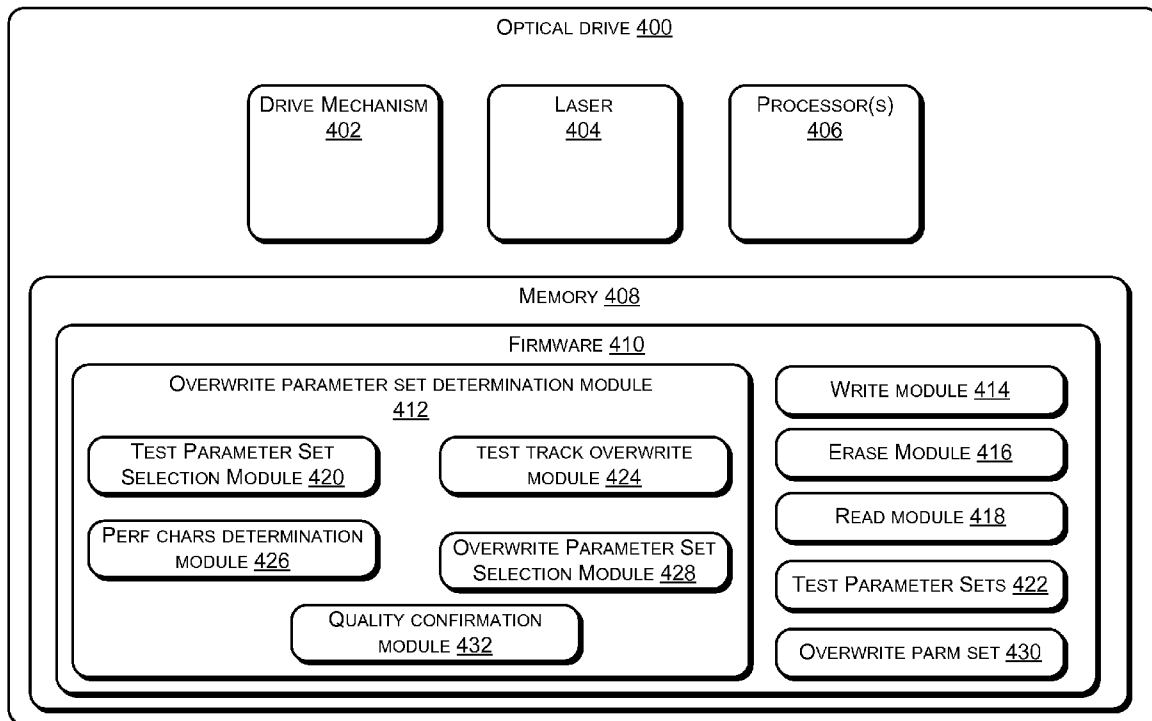 OPTICAL DRIVE 400
DRIVE MECHANISM
402
LASER
404
PROCESSOR(S)
406
MEMORY 408
FIRMWARE 410
OVERWRITE PARAMETER SET DETERMINATION MODULE
412
TEST PARAMETER SET
SELECTION MODULE 420
TEST TRACK OVERWRITE
MODULE 424
PERF CHARS DETERMINATION
MODULE 426
OVERWRITE PARAMETER SET
SELECTION MODULE 428
QUALITY CONFIRMATION
MODULE 432
WRITE MODULE 414
ERASE MODULE 416
READ MODULE 418
TEST PARAMETER SETS 422
OVERWRITE PARM SET 430